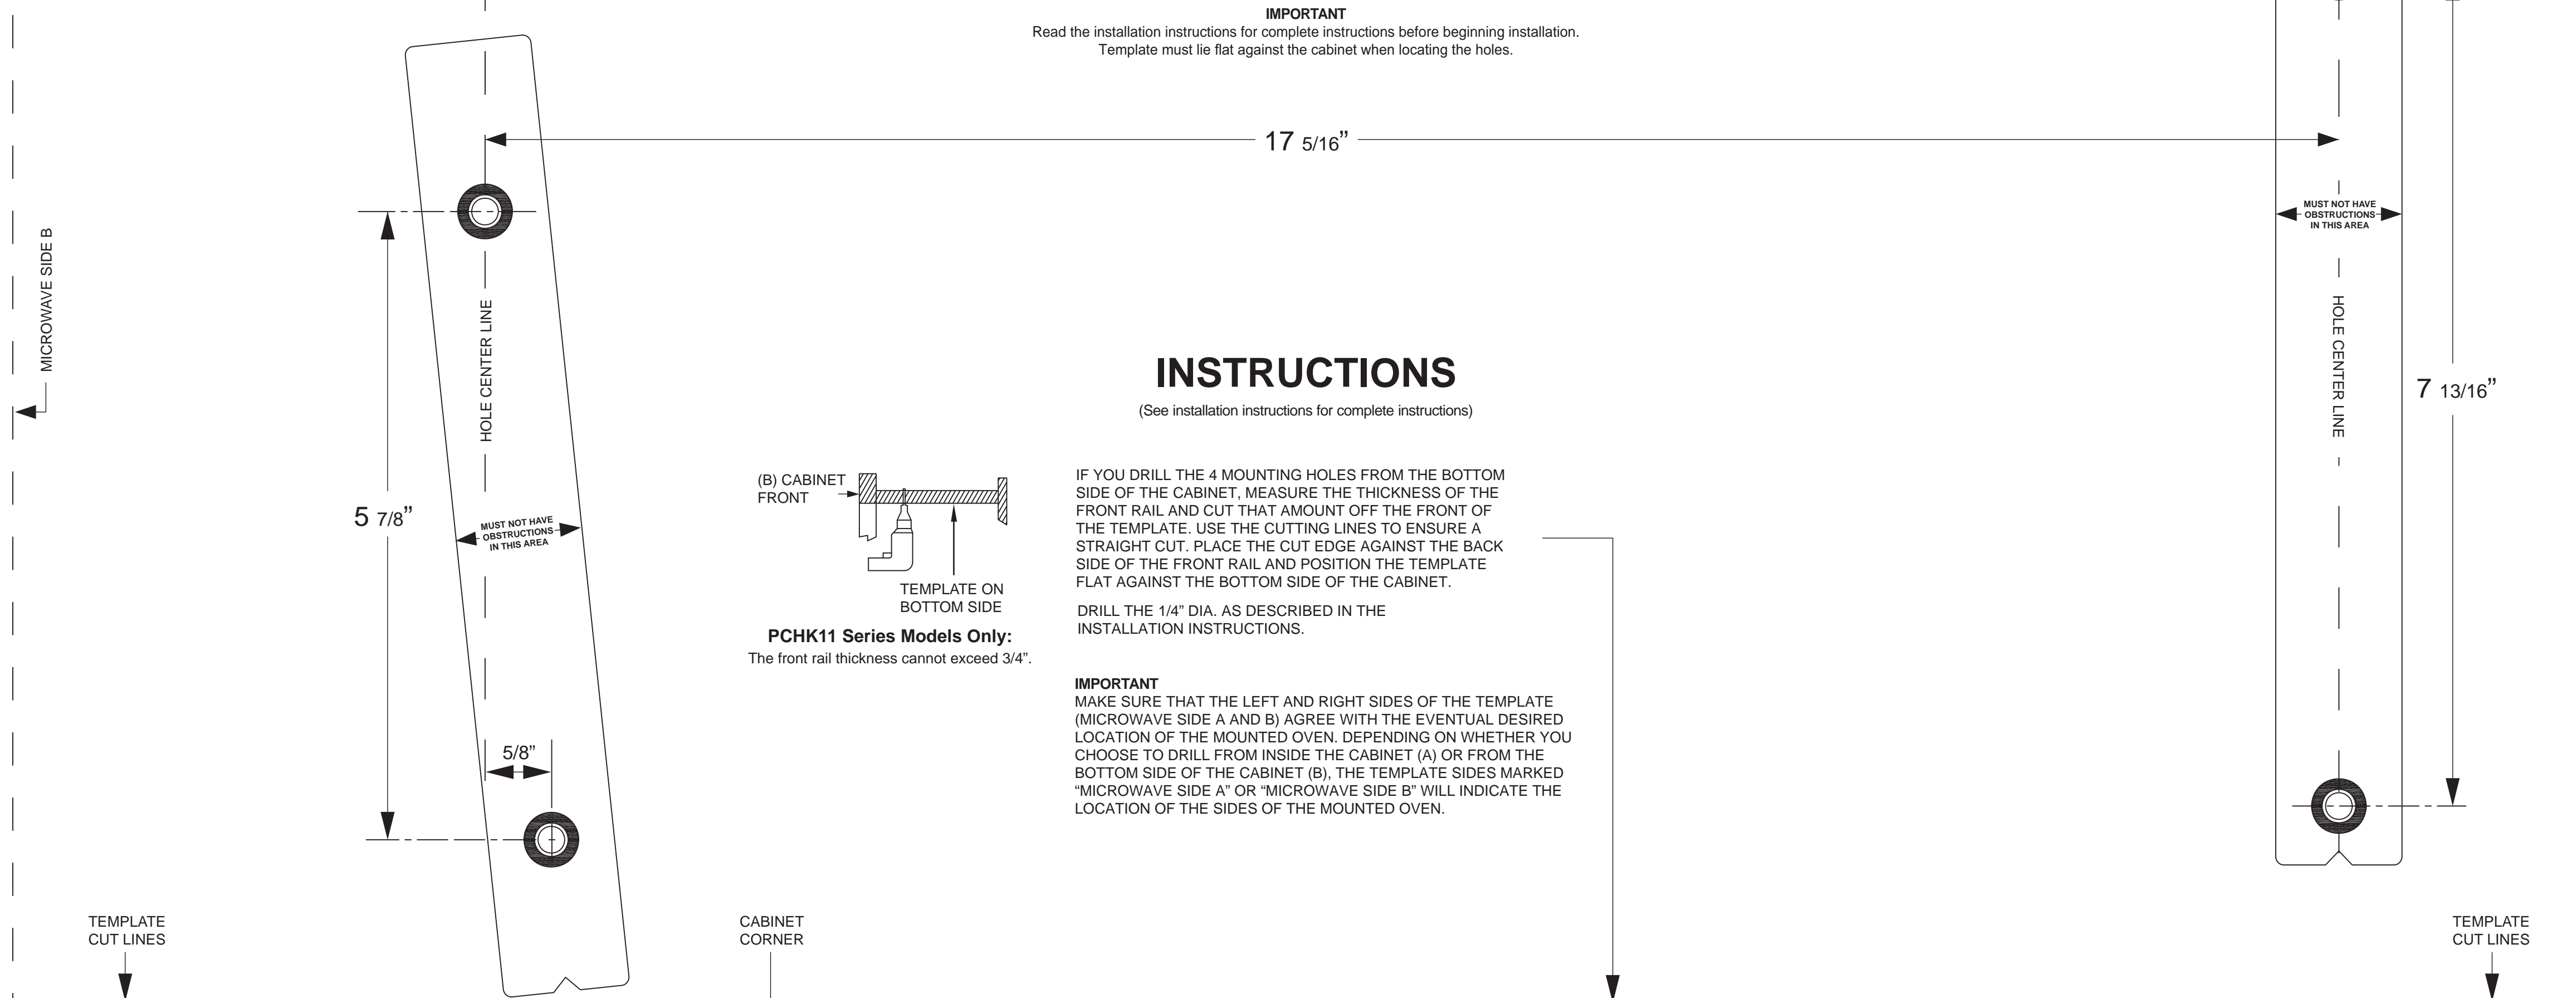 IMPORTANT
Read the installation instructions for complete instructions before beginning installation.
Template must lie flat against the cabinet when locating the holes.
17 5/16”
MICROWAVE SIDE B
HOLE CENTER LINE
5 7/8”
MUST NOT HAVE
OBSTRUCTIONS
IN THIS AREA
5/8”
TEMPLATE
CUT LINES
INSTRUCTIONS
(See installation instructions for complete instructions)
(B) CABINET
FRONT
TEMPLATE ON
BOTTOM SIDE
PCHK11 Series Models Only:
The front rail thickness cannot exceed 3/4”.
IF YOU DRILL THE 4 MOUNTING HOLES FROM THE BOTTOM
SIDE OF THE CABINET, MEASURE THE THICKNESS OF THE
FRONT RAIL AND CUT THAT AMOUNT OFF THE FRONT OF
THE TEMPLATE. USE THE CUTTING LINES TO ENSURE A
STRAIGHT CUT. PLACE THE CUT EDGE AGAINST THE BACK
SIDE OF THE FRONT RAIL AND POSITION THE TEMPLATE
FLAT AGAINST THE BOTTOM SIDE OF THE CABINET.
DRILL THE 1/4” DIA. AS DESCRIBED IN THE
INSTALLATION INSTRUCTIONS.
IMPORTANT
MAKE SURE THAT THE LEFT AND RIGHT SIDES OF THE TEMPLATE
(MICROWAVE SIDE A AND B) AGREE WITH THE EVENTUAL DESIRED
LOCATION OF THE MOUNTED OVEN. DEPENDING ON WHETHER YOU
CHOOSE TO DRILL FROM INSIDE THE CABINET (A) OR FROM THE
BOTTOM SIDE OF THE CABINET (B), THE TEMPLATE SIDES MARKED
“MICROWAVE SIDE A” OR “MICROWAVE SIDE B” WILL INDICATE THE
LOCATION OF THE SIDES OF THE MOUNTED OVEN.
CABINET
CORNER
MUST NOT HAVE
OBSTRUCTIONS
IN THIS AREA
HOLE CENTER LINE
7 13/16”
TEMPLATE
CUT LINES